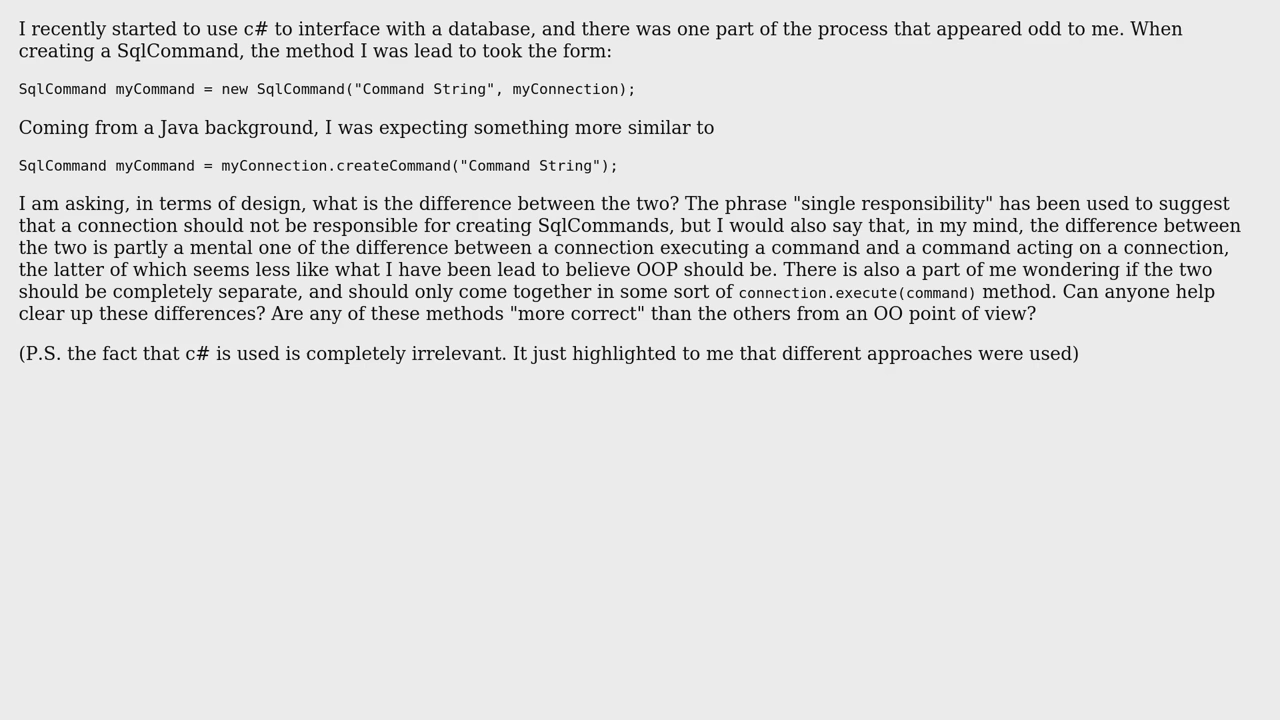 I recently started to use c# to interface with a database, and there was one part of the process that appeared odd to me. When
creating a SqlCommand, the method I was lead to took the form:
SqlCommand myCommand = new SqlCommand("Command String", myConnection);
Coming from a Java background, I was expecting something more similar to
SqlCommand myCommand = myConnection.createCommand("Command String");
I am asking, in terms of design, what is the difference between the two? The phrase "single responsibility" has been used to suggest
that a connection should not be responsible for creating SqlCommands, but I would also say that, in my mind, the difference between
the two is partly a mental one of the difference between a connection executing a command and a command acting on a connection,
the latter of which seems less like what I have been lead to believe OOP should be. There is also a part of me wondering if the two
should be completely separate, and should only come together in some sort of connection.execute(command) method. Can anyone help
clear up these differences? Are any of these methods "more correct" than the others from an OO point of view?
(P.S. the fact that c# is used is completely irrelevant. It just highlighted to me that different approaches were used)